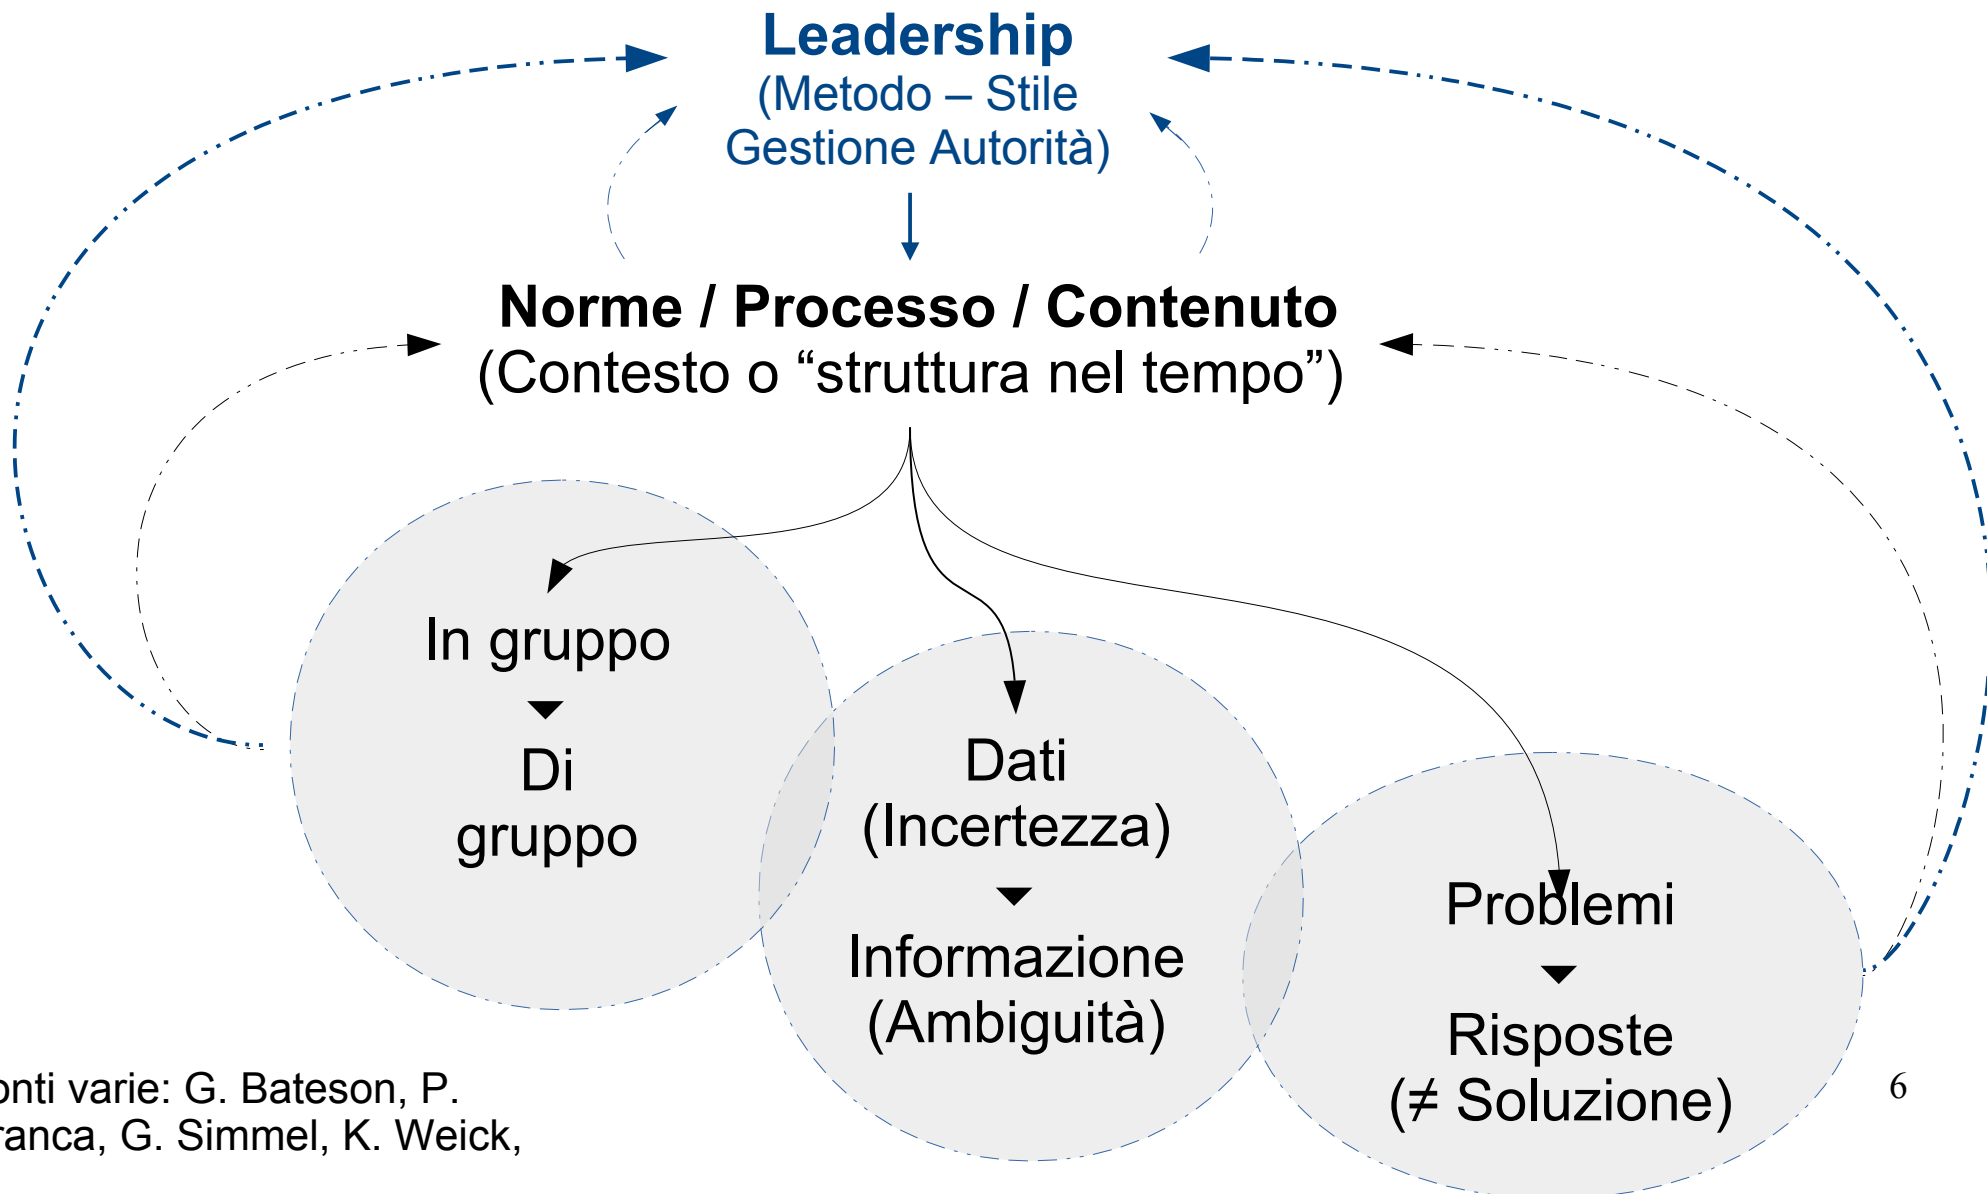 Leadership
(Metodo – Stile
Gestione Autorità)
Norme / Processo / Contenuto
(Contesto o “struttura nel tempo”)
In gruppo
Di
gruppo
Dati
(Incertezza)
Informazione
(Ambiguità)
Problemi
Risposte
(≠ Soluzione)
onti varie: G. Bateson, P.
ranca, G. Simmel, K. Weick,
6